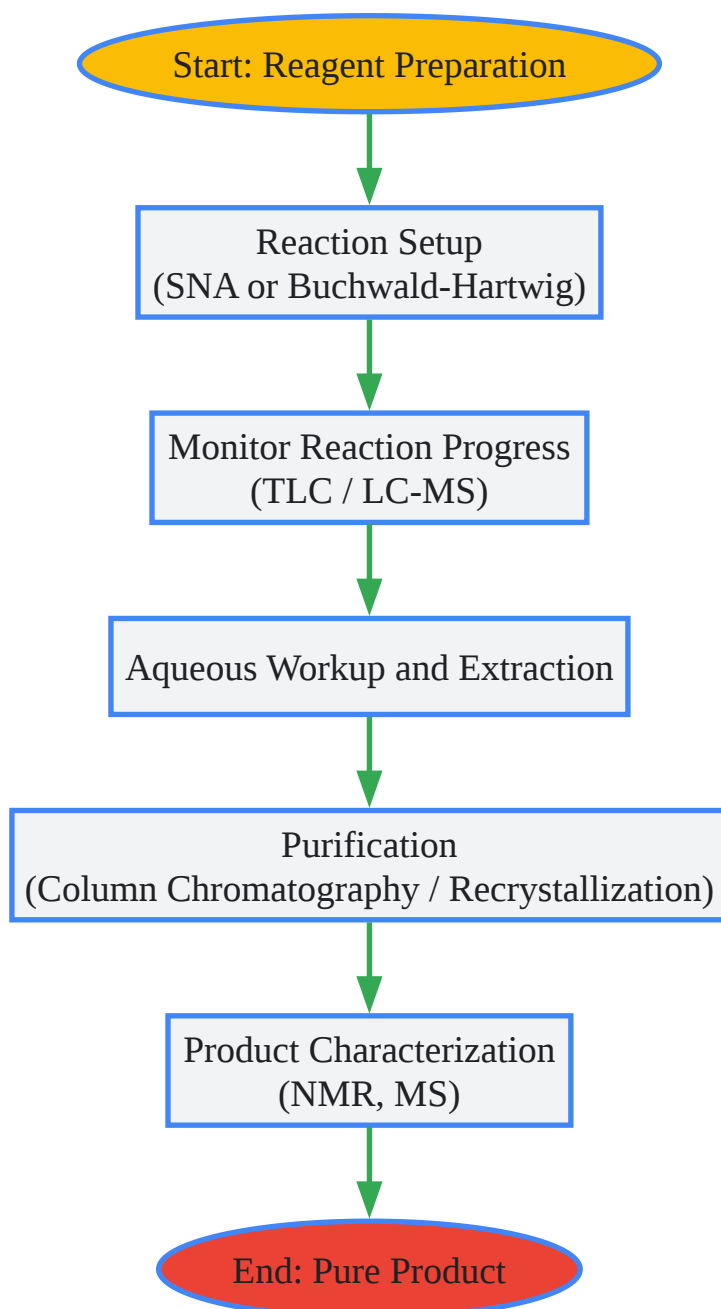 Start: Reagent Preparation
Reaction Setup
(SNA or Buchwald-Hartwig)
Monitor Reaction Progress
(TLC / LC-MS)
Aqueous Workup and Extraction
Purification
(Column Chromatography / Recrystallization)
Product Characterization
(NMR, MS)
End: Pure Product